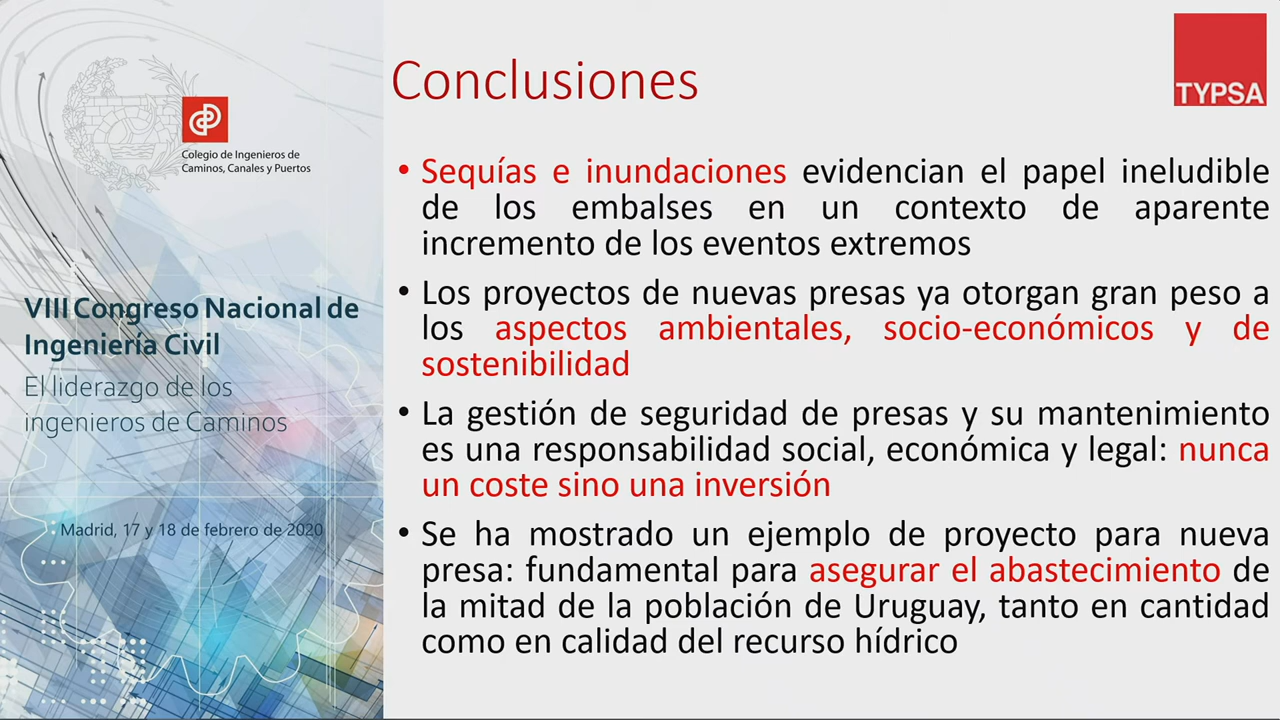 Colegio de Ingenieros de
Caminos, Canales y Puertos
VIII Congreso Nacional de
Ingeniería Civil
El liderazgo de los
ingenieros de Caminos
Madrid, 17 y 18 de febrero de 2020
Conclusiones
TYPSA
• Sequías e inundaciones evidencian el papel ineludible
de los embalses en un contexto de aparente
incremento de los eventos extremos
• Los proyectos de nuevas presas ya otorgan gran peso a
los aspectos ambientales, socio-económicos y de
sostenibilidad
• La gestión de seguridad de presas y su mantenimiento
es una responsabilidad social, económica y legal: nunca
un coste sino una inversión
• Se ha mostrado un ejemplo de proyecto para nueva
presa: fundamental para asegurar el abastecimiento de
la mitad de la población de Uruguay, tanto en cantidad
como en calidad del recurso hídrico